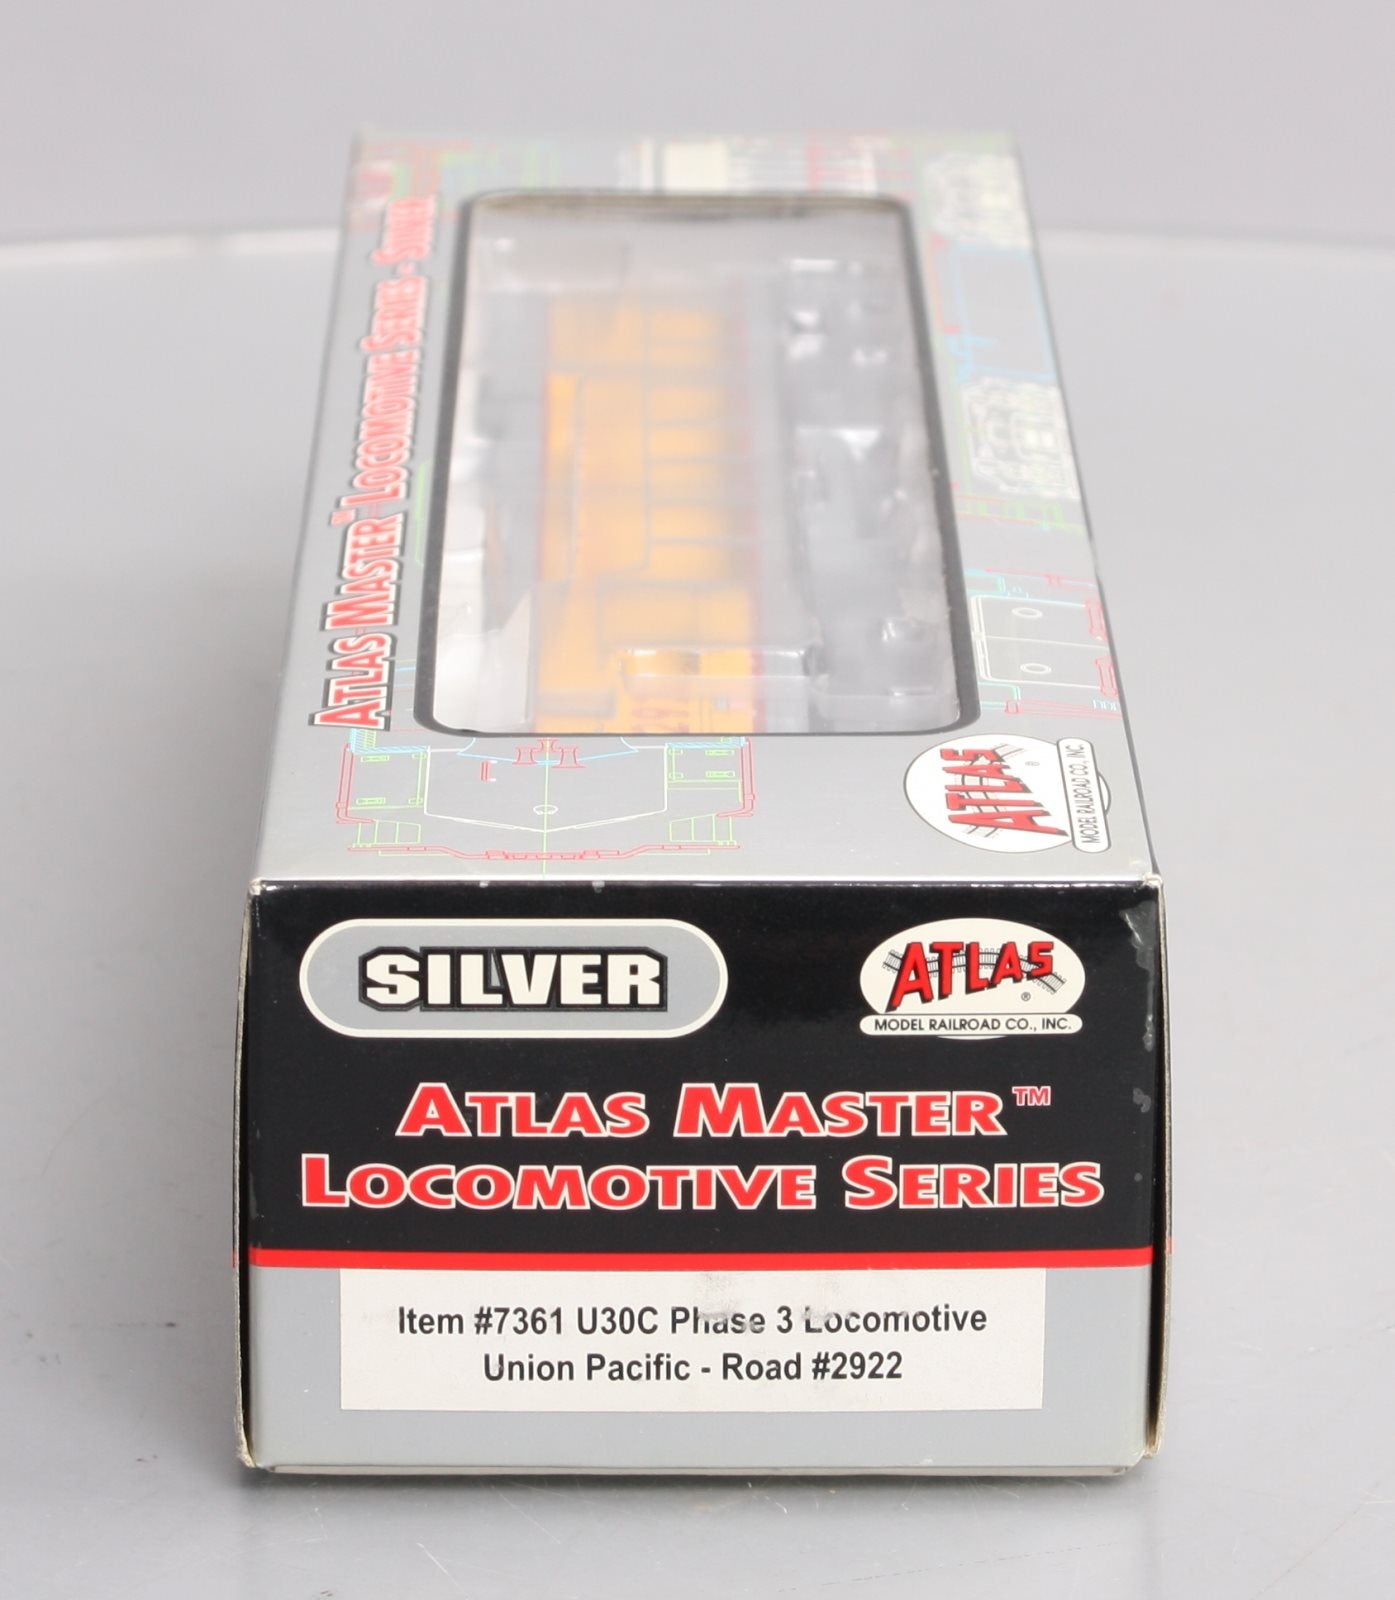 ATLAS MASTER™ LOCOMOTIVE SERIES - SILVER
ATLAS®
MODEL RAILROAD CO., INC.
SILVER
ATLAS®
MODEL RAILROAD CO., INC.
ATLAS MASTER™
LOCOMOTIVE SERIES
Item #7361 U30C Phase 3 Locomotive
Union Pacific - Road #2922